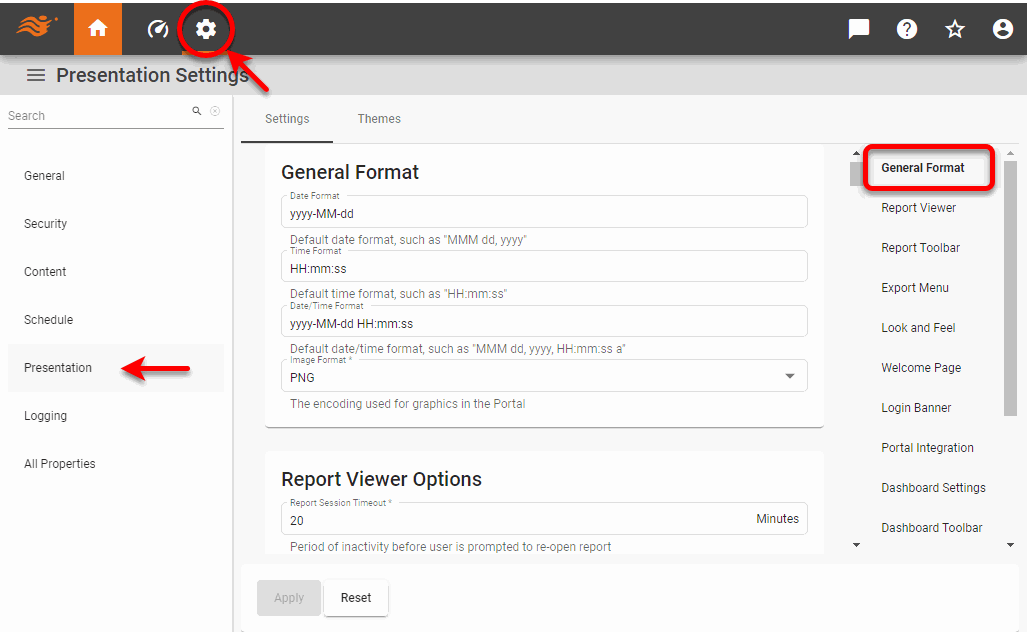 Presentation Settings
Search
General
Security
Content
Schedule
Presentation
Logging
All Properties
Settings
Themes
General Format
Date Format
yyyy-MM-dd
Default date format, such as "MMM dd, yyyy"
Time Format
HH:mm:ss
Default time format, such as "HH:mm:ss"
Date/Time Format
yyyy-MM-dd HH:mm:ss
Default date/time format, such as "MMM dd, yyyy, HH:mm:ss a"
Image Format *
PNG
The encoding used for graphics in the Portal
Report Viewer Options
Report Session Timeout *
20 Minutes
Period of inactivity before user is prompted to re-open report
Apply
Reset
General Format
Report Viewer
Report Toolbar
Export Menu
Look and Feel
Welcome Page
Login Banner
Portal Integration
Dashboard Settings
Dashboard Toolbar